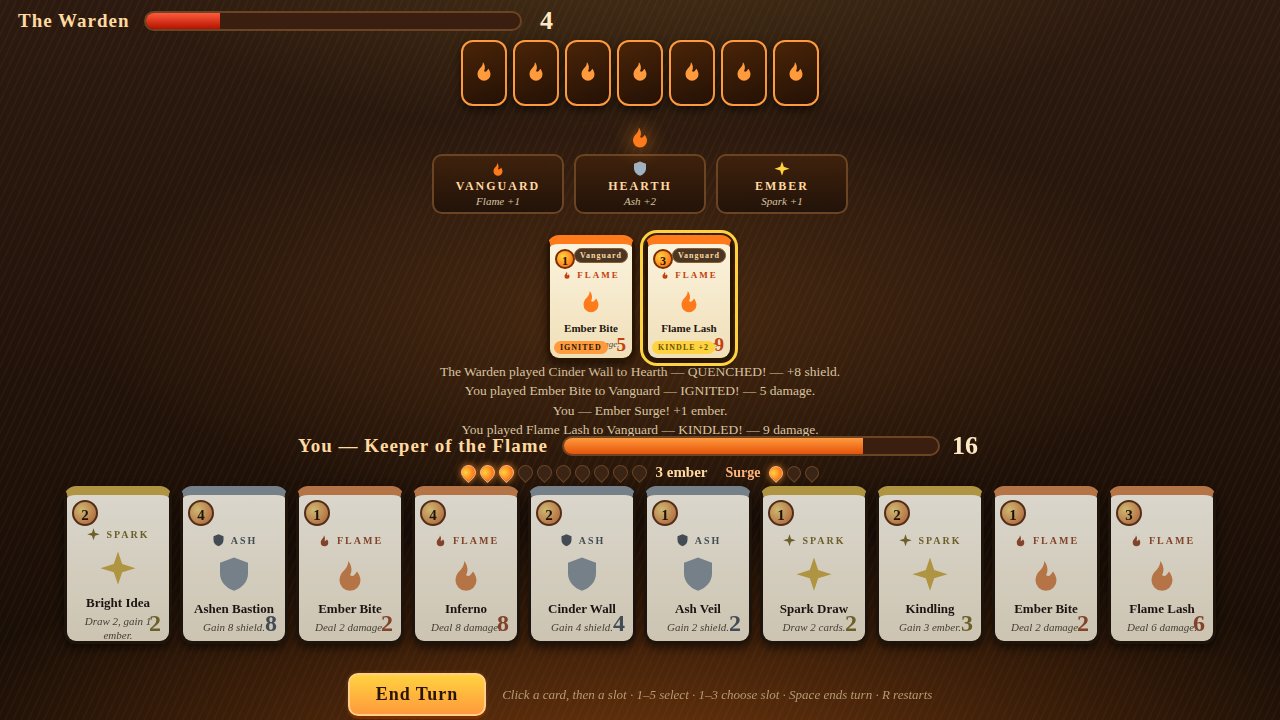 The Warden
4
VANGUARD
Flame +1
HEARTH
Ash +2
EMBER
Spark +1
1
Vanguard
FLAME
Ember Bite
IGNITED
5
3
Vanguard
FLAME
Flame Lash
KINDLE +2
9
The Warden played Cinder Wall to Hearth — QUENCHED! — +8 shield.
You played Ember Bite to Vanguard — IGNITED! — 5 damage.
You — Ember Surge! +1 ember.
You played Flame Lash to Vanguard — KINDLED! — 9 damage.
You — Keeper of the Flame
16
3 ember
Surge
2
SPARK
Bright Idea
Draw 2, gain 1
ember.
2
4
ASH
Ashen Bastion
Gain 8 shield.
8
1
FLAME
Ember Bite
Deal 2 damage.
2
4
FLAME
Inferno
Deal 8 damage.
8
2
ASH
Cinder Wall
Gain 4 shield.
4
1
ASH
Ash Veil
Gain 2 shield.
2
1
SPARK
Spark Draw
Draw 2 cards.
2
2
SPARK
Kindling
Gain 3 ember.
3
1
FLAME
Ember Bite
Deal 2 damage.
2
3
FLAME
Flame Lash
Deal 6 damage.
6
End Turn
Click a card, then a slot · 1–5 select · 1–3 choose slot · Space ends turn · R restarts